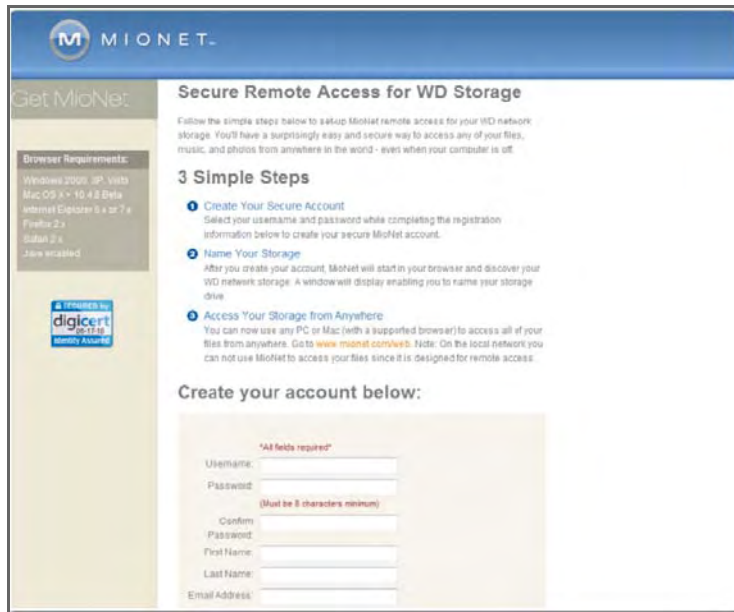 M MIONET
Get MioNet
Browser Requirements:
Windows 2000, XP, Vista
Mac OS X > 10.4.8 Beta
Internet Explorer 6.x or 7.x
Firefox 2.x
Safari 2.x
Java enabled
SECURED by
digicert
Identity Assured
Secure Remote Access for WD Storage
Follow the simple steps below to set-up MioNet remote access for your WD network
storage. You'll have a surprisingly easy and secure way to access any of your files,
music, and photos from anywhere in the world - even when your computer is off.
3 Simple Steps
1 Create Your Secure Account
Select your username and password while completing the registration
information below to create your secure MioNet account.
2 Name Your Storage
After you create your account, MioNet will start in your browser and discover your
WD network storage. A window will display enabling you to name your storage
drive.
3 Access Your Storage from Anywhere
You can now use any PC or Mac (with a supported browser) to access all of your
files from anywhere. Go to www.mionet.com/web. Note: On the local network you
can not use MioNet to access your files since it is designed for remote access.
Create your account below:
*All fields required*
Username:
Password:
(Must be 8 characters minimum)
Confirm
Password:
First Name:
Last Name:
Email Address: